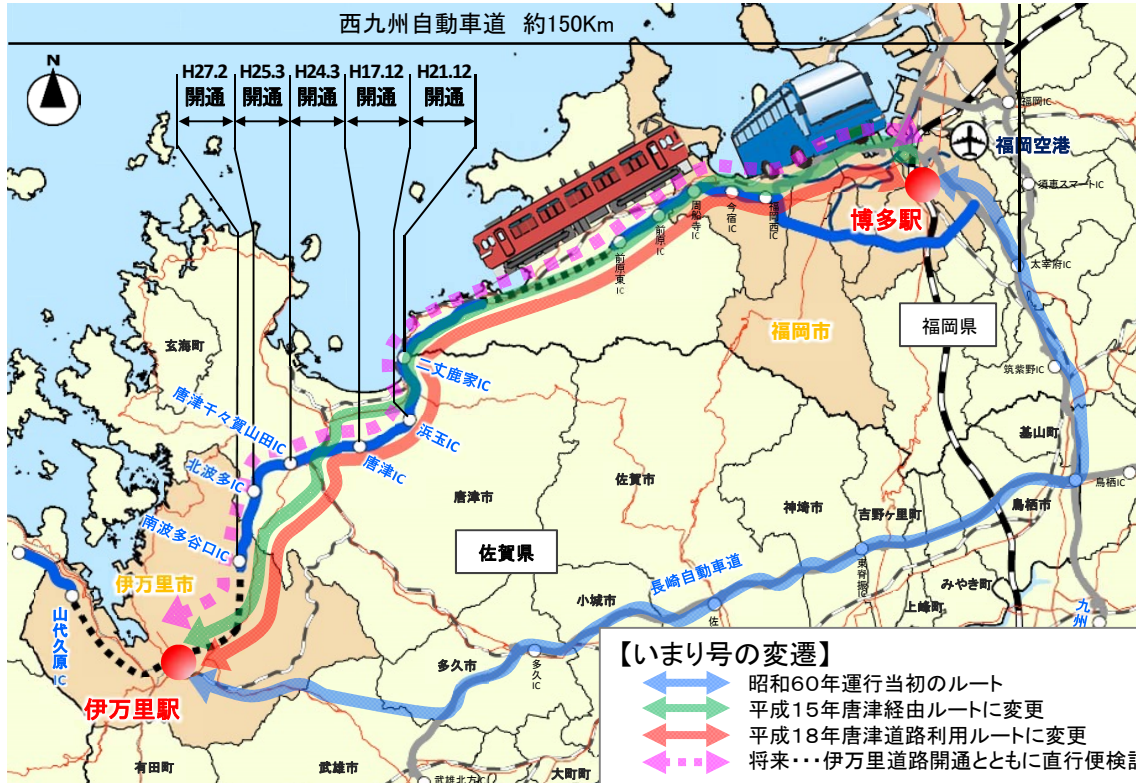 西九州自動車道 約150Km
N
H27.2
開通
H25.3
開通
H24.3
開通
H17.12
開通
H21.12
開通
福岡IC
福岡空港
須恵スマートIC
博多駅
太宰府IC
周船寺IC
今宿IC
福岡西IC
前原IC
前原東IC
福岡市
福岡県
筑紫野IC
玄海町
二丈鹿家IC
唐津千々賀山田IC
浜玉IC
北波多IC
唐津IC
基山町
鳥栖IC
唐津市
佐賀市
神埼市
吉野ヶ里町
鳥栖市
南波多谷口IC
佐賀県
伊万里市
長崎自動車道
東脊振IC
みやき町
上峰町
小城市
山代久原IC
佐
九州
多久市
多久IC
伊万里駅
有田町
武雄市
武雄北方IC
大町町
【いまり号の変遷】
昭和60年運行当初のルート
平成15年唐津経由ルートに変更
平成18年唐津道路利用ルートに変更
将来・・・伊万里道路開通とともに直行便検討